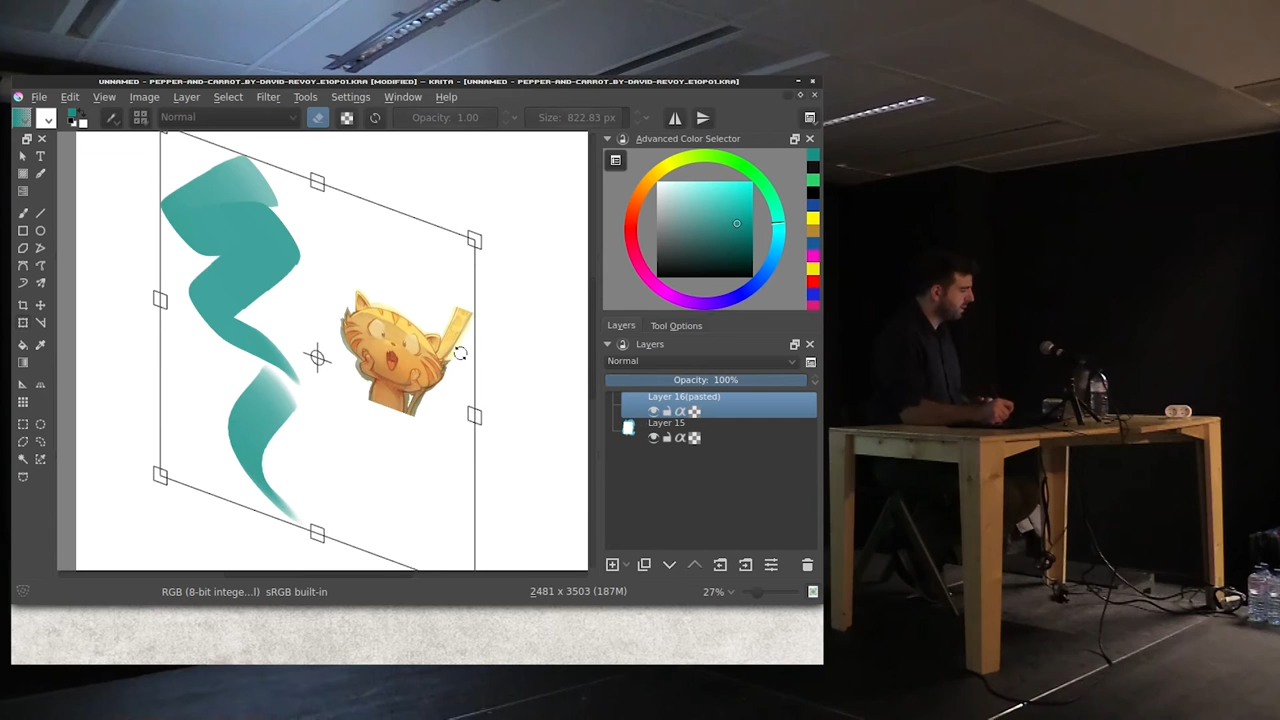 UNNAMED - PEPPER-AND-CARROT_BY-DAVID-REVOY_E10P01.KRA [MODIFIED] — KRITA - [UNNAMED - PEPPER-AND-CARROT_BY-DAVID-REVOY_E10P01.KRA]
File Edit View Image Layer Select Filter Tools Settings Window Help
Normal Opacity: 1.00 Size: 822.83 px
Advanced Color Selector
Layers Tool Options
Layers
Normal
Opacity: 100%
Layer 16(pasted)
Layer 15
RGB (8-bit intege...l) sRGB built-in 2481 x 3503 (187M) 27%